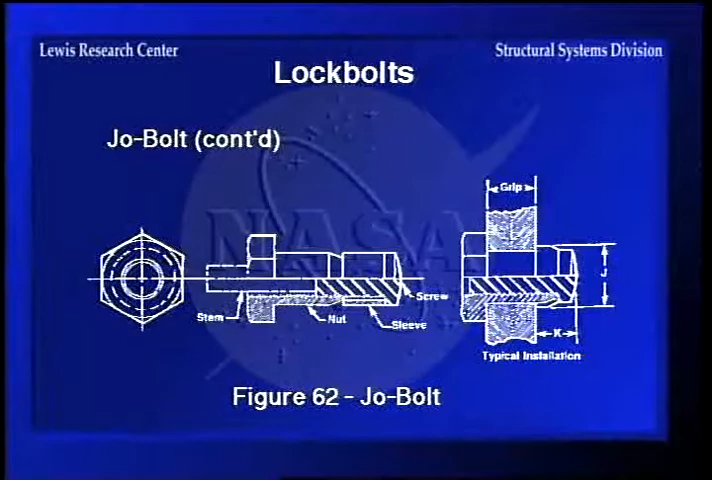 Lewis Research Center
Structural Systems Division
Lockbolts
Jo-Bolt (cont'd)
NASA
Grip
J
Screw
Stem
Nut
Sleeve
K
Typical Installation
Figure 62 - Jo-Bolt